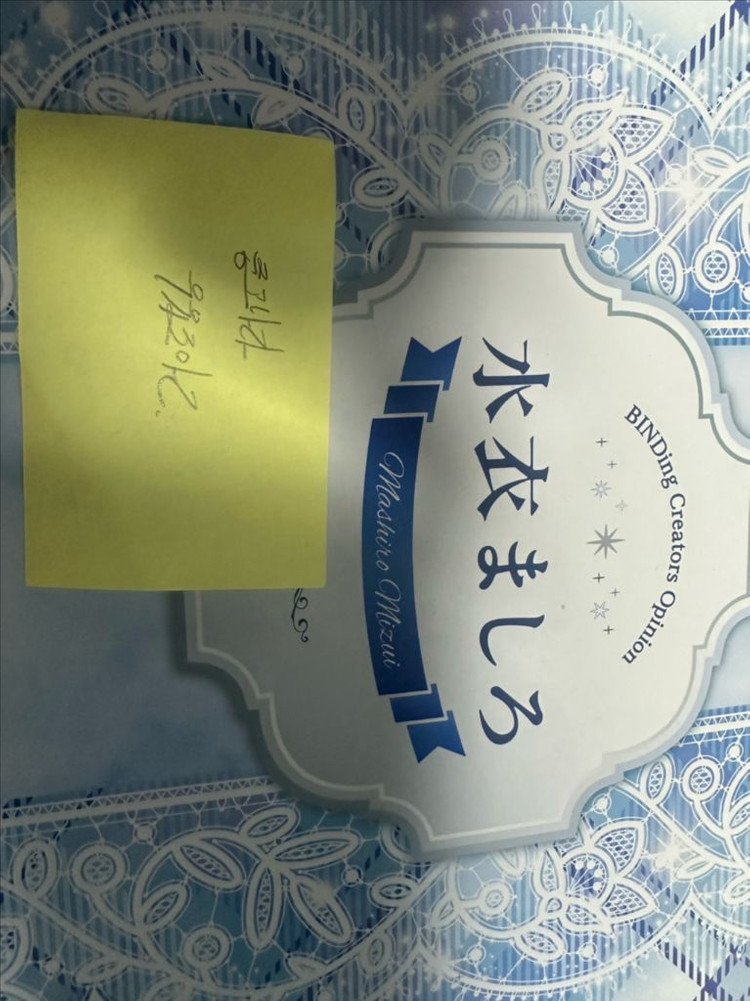 BINDing Creators Opinion
水衣ましろ
Mashiro Mizui
9월30일